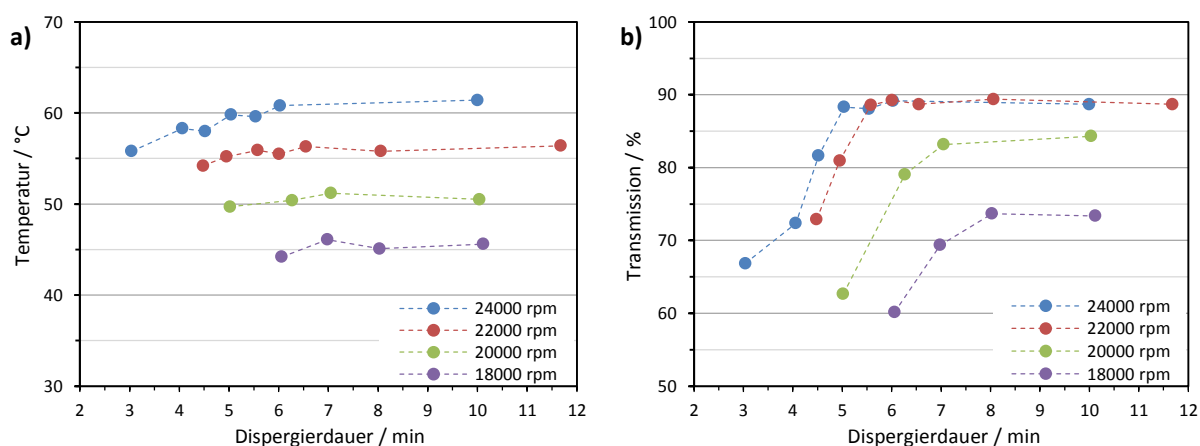 a)
Temperatur / °C
70
60
50
40
30
2 3 4 5 6 7 8 9 10 11 12
Dispergierdauer / min
24000 rpm
22000 rpm
20000 rpm
18000 rpm
b)
Transmission / %
100
90
80
70
60
50
2 3 4 5 6 7 8 9 10 11 12
Dispergierdauer / min
24000 rpm
22000 rpm
20000 rpm
18000 rpm